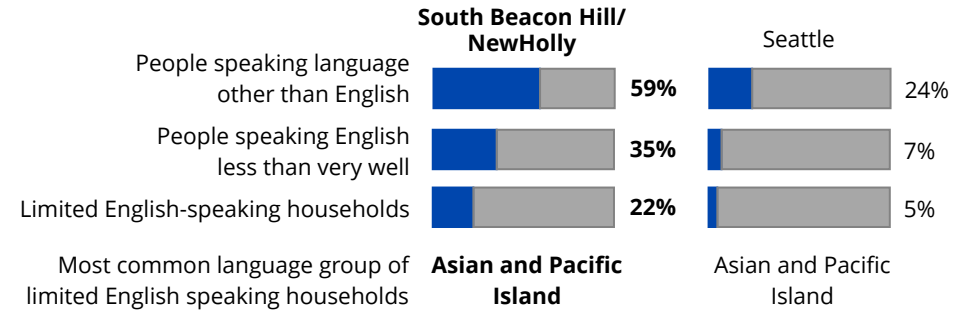 South Beacon Hill/
NewHolly
Seattle
People speaking language
other than English
59%
24%
People speaking English
less than very well
35%
7%
Limited English-speaking households
22%
5%
Most common language group of
limited English speaking households
Asian and Pacific
Island
Asian and Pacific
Island